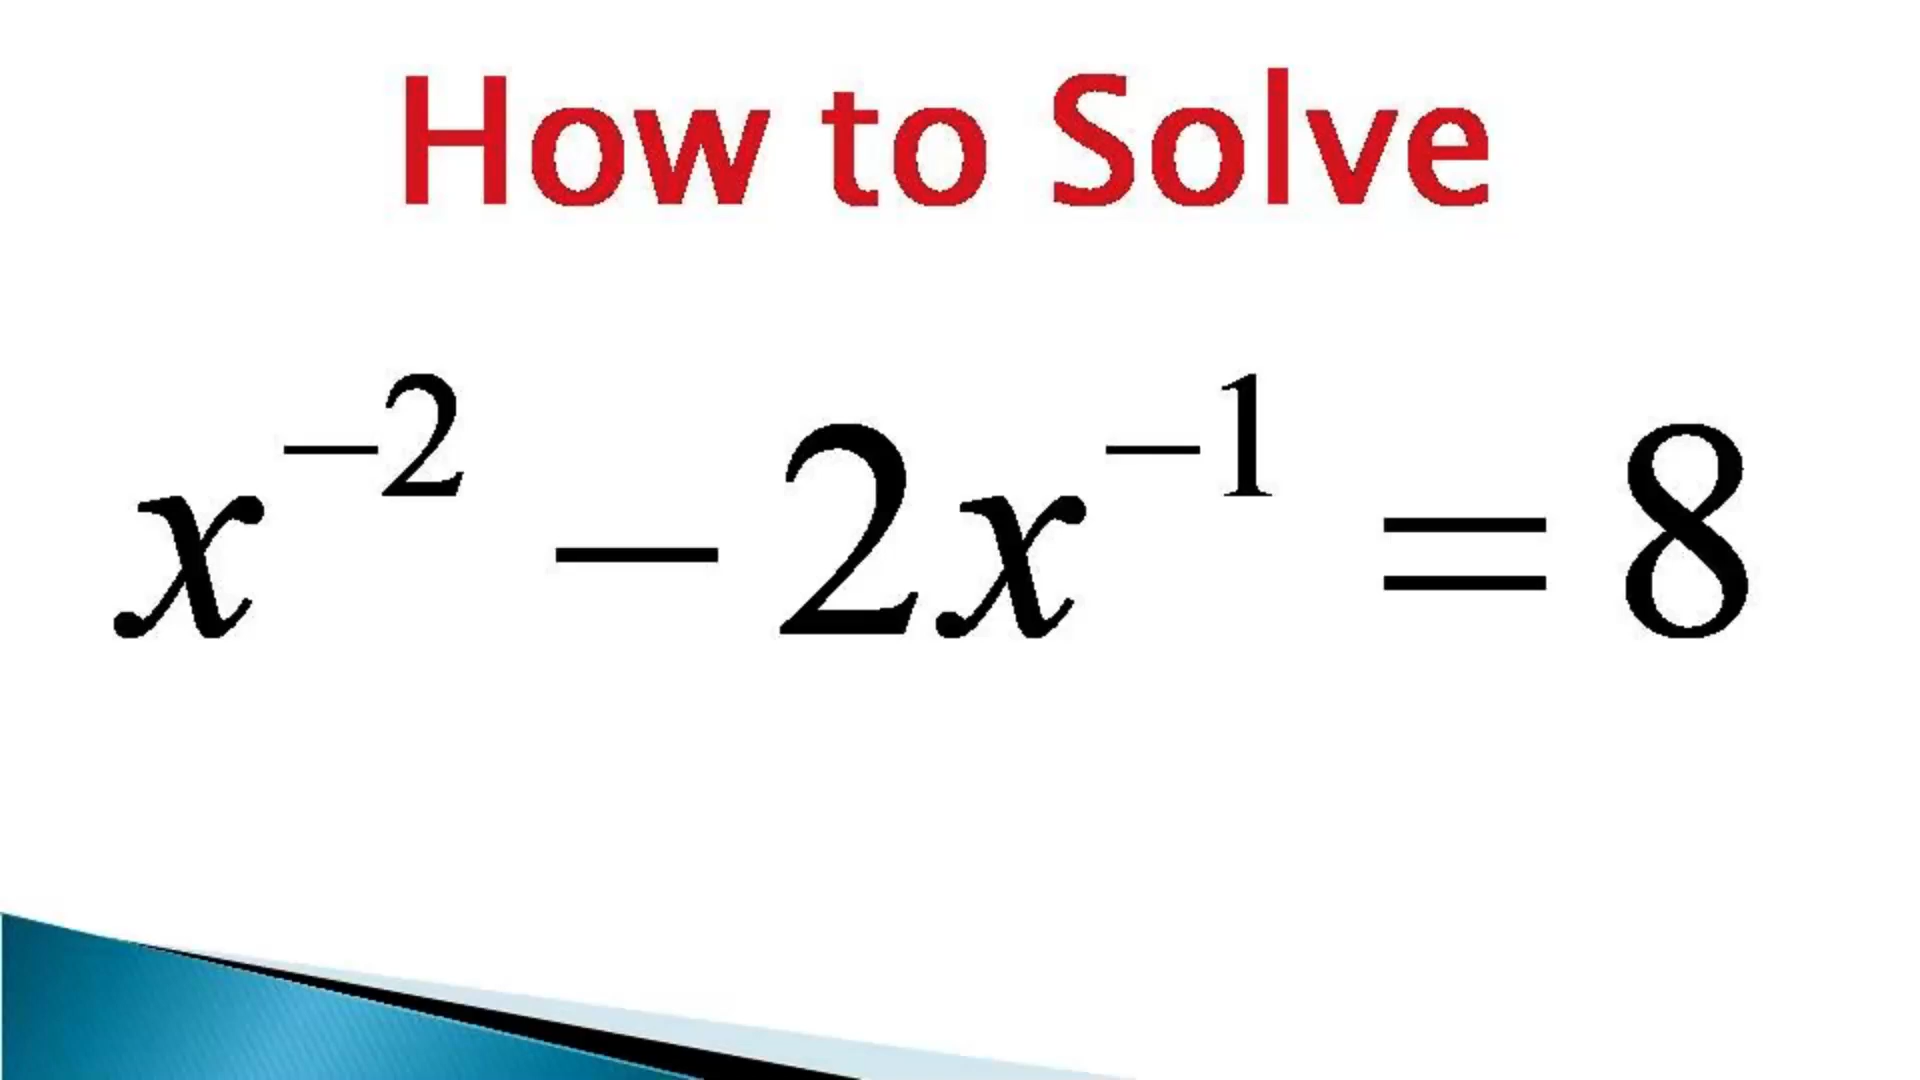 How to Solve
x⁻² − 2x⁻¹ = 8